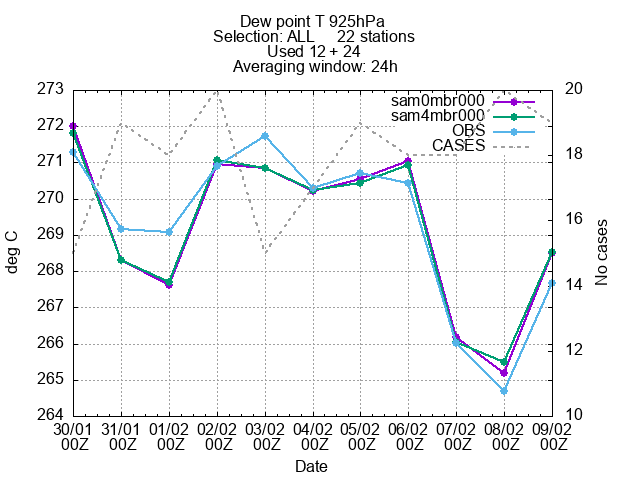 Dew point T 925hPa
Selection: ALL 22 stations
Used 12 + 24
Averaging window: 24h
273
272
271
270
269
268
267
266
265
264
deg C
20
18
16
14
12
10
No cases
sam0mbr000
sam4mbr000
OBS
CASES
30/01 31/01 01/02 02/02 03/02 04/02 05/02 06/02 07/02 08/02 09/02
00Z 00Z 00Z 00Z 00Z 00Z 00Z 00Z 00Z 00Z 00Z
Date